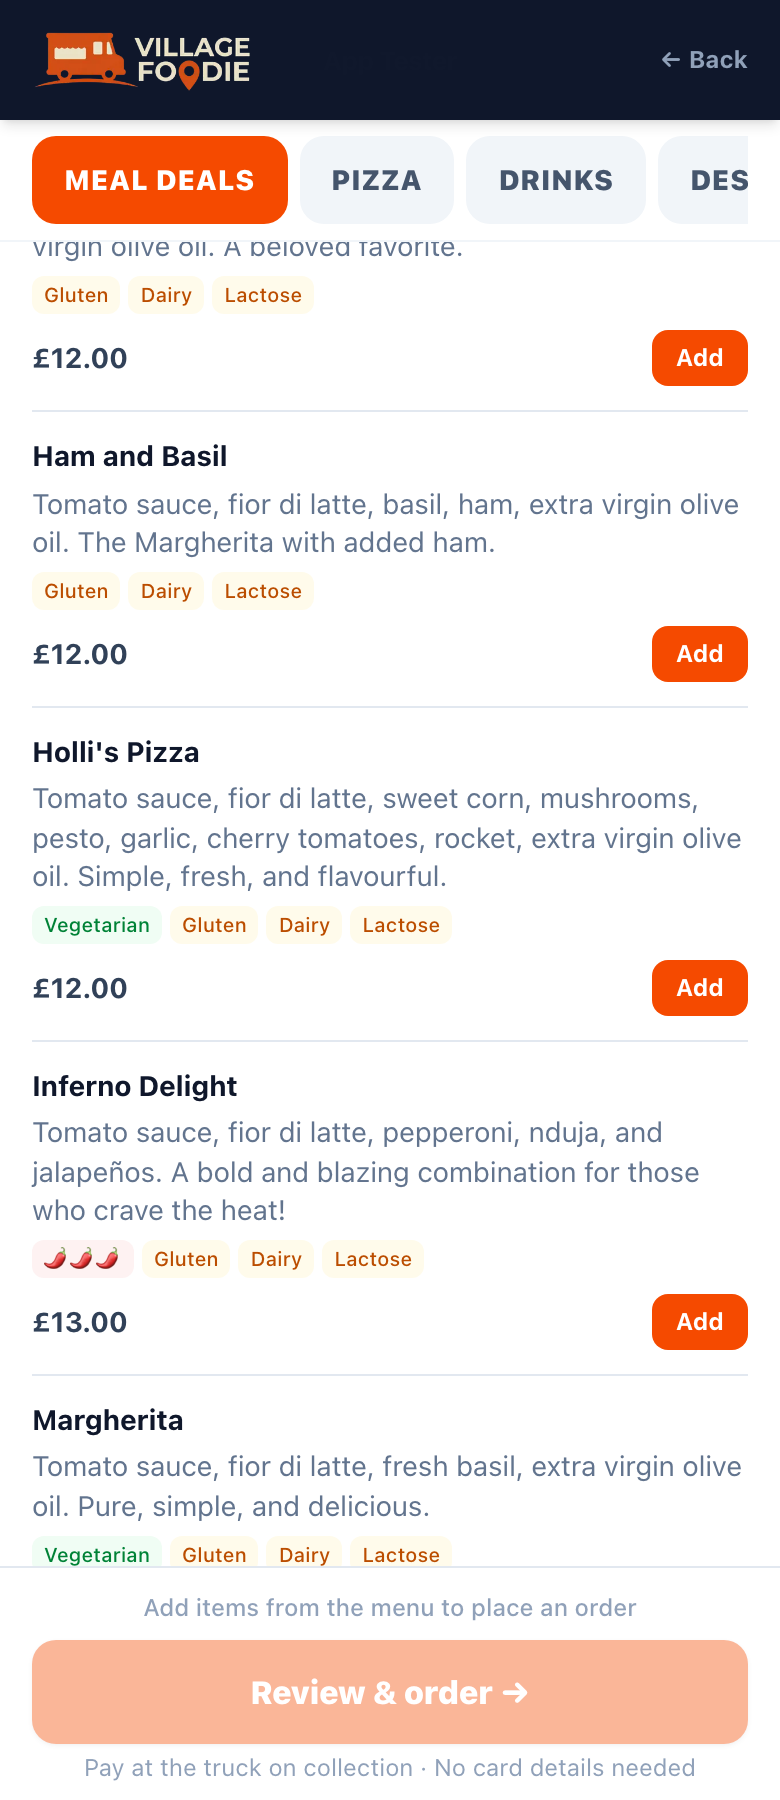 VILLAGE
FOODIE
← Back
MEAL DEALS
PIZZA
DRINKS
DES
virgin olive oil. A beloved favorite.
Gluten
Dairy
Lactose
£12.00
Add
Ham and Basil
Tomato sauce, fior di latte, basil, ham, extra virgin olive
oil. The Margherita with added ham.
Gluten
Dairy
Lactose
£12.00
Add
Holli's Pizza
Tomato sauce, fior di latte, sweet corn, mushrooms,
pesto, garlic, cherry tomatoes, rocket, extra virgin olive
oil. Simple, fresh, and flavourful.
Vegetarian
Gluten
Dairy
Lactose
£12.00
Add
Inferno Delight
Tomato sauce, fior di latte, pepperoni, nduja, and
jalapeños. A bold and blazing combination for those
who crave the heat!
🌶️🌶️🌶️
Gluten
Dairy
Lactose
£13.00
Add
Margherita
Tomato sauce, fior di latte, fresh basil, extra virgin olive
oil. Pure, simple, and delicious.
Vegetarian
Gluten
Dairy
Lactose
Add items from the menu to place an order
Review & order →
Pay at the truck on collection · No card details needed